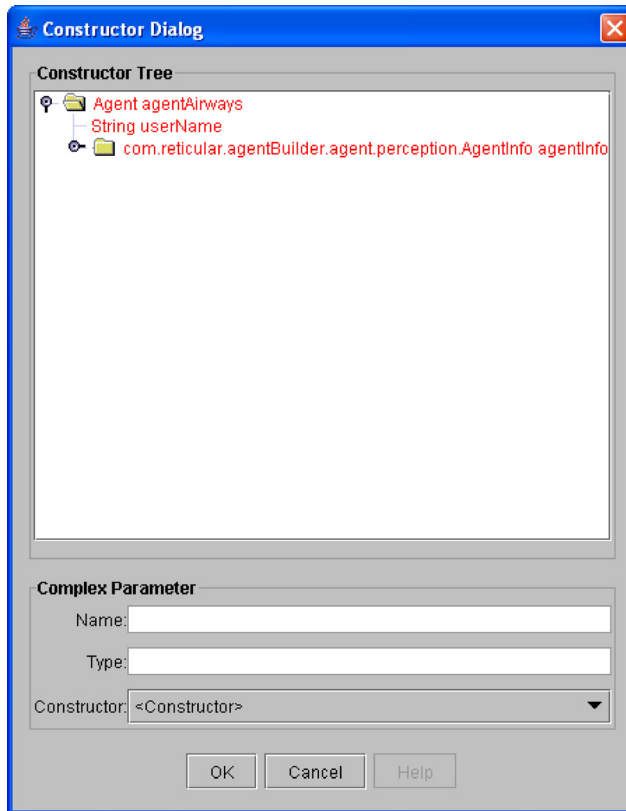 Constructor Dialog
Constructor Tree
Agent agentAirways
String userName
com.reticular.agentBuilder.agent.perception.AgentInfo agentInfo
Complex Parameter
Name:
Type:
Constructor: <Constructor>
OK Cancel Help